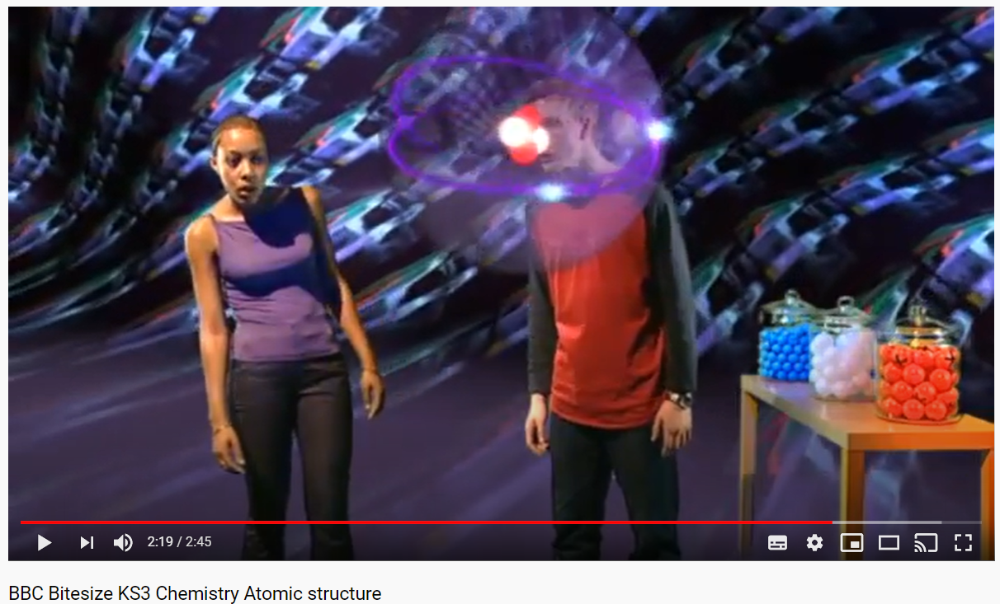 2:19 / 2:45
BBC Bitesize KS3 Chemistry Atomic structure